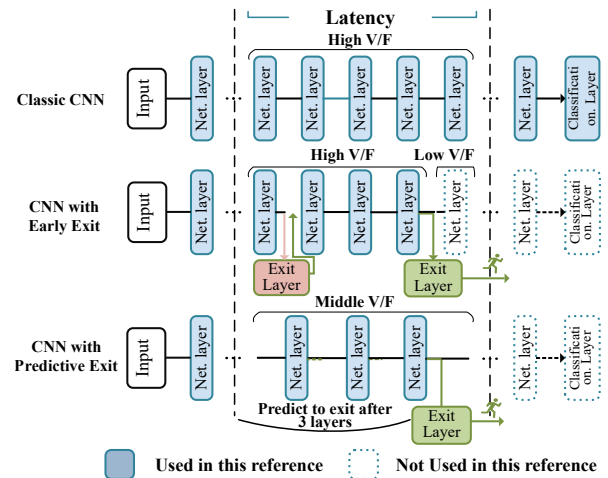 Latency
High V/F
Classic CNN
Input
Net. layer
...
Net. layer
Net. layer
Net. layer
Net. layer
Net. layer
...
Net. layer
Classificati
on. Layer
High V/F
Low V/F
CNN with
Early Exit
Input
Net. layer
...
Net. layer
Net. layer
Net. layer
Net. layer
Net. layer
...
Net. layer
Classificati
on. Layer
Exit
Layer
Exit
Layer
Middle V/F
CNN with
Predictive Exit
Input
Net. layer
...
Net. layer
Net. layer
Net. layer
...
Net. layer
Classificati
on. Layer
Predict to exit after
3 layers
Exit
Layer
Used in this reference
Not Used in this reference